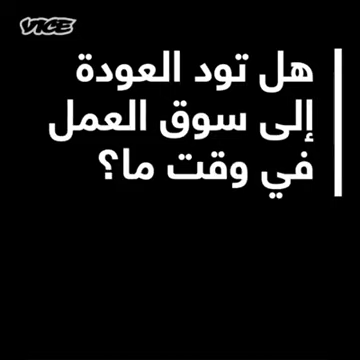 VICE
هل تود العودة
إلى سوق العمل
في وقت ما؟